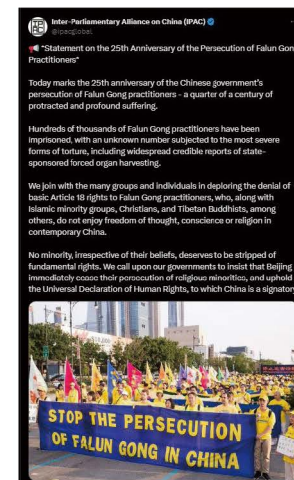 Inter-Parliamentary Alliance on China (IPAC)
@ipacglobal
"Statement on the 25th Anniversary of the Persecution of Falun Gon
Practitioners"
Today marks the 25th anniversary of the Chinese government's
persecution of Falun Gong practitioners - a quarter of a century of
protracted and profound suffering.
Hundreds of thousands of Falun Gong practitioners have been
imprisoned, with an unknown number subjected to the most severe
forms of torture, including widespread credible reports of state-
sponsored forced organ harvesting.
We join with the many groups and individuals in deploring the denial of
basic Article 18 rights to Falun Gong practitioners, who, along with
Islamic minority groups, Christians, and Tibetan Buddhists, among
others, do not enjoy freedom of thought, conscience or religion in
contemporary China.
No minority, irrespective of their beliefs, deserves to be stripped of
fundamental rights. We call upon our governments to insist that Beijing
immediately cease their persecution of religious minorities, and uphold
the Universal Declaration of Human Rights, to which China is a signatory
STOP THE PERSECUTION
OF FALUN GONG IN CHINA